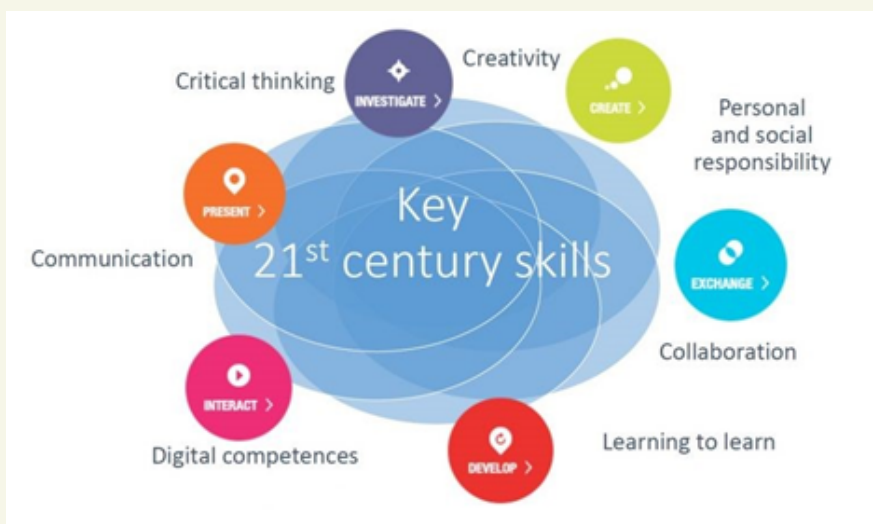 Key
21st century skills
Critical thinking
INVESTIGATE >
Creativity
CREATE >
Personal
and social
responsibility
EXCHANGE >
Collaboration
Learning to learn
DEVELOP >
Digital competences
INTERACT >
Communication
PRESENT >